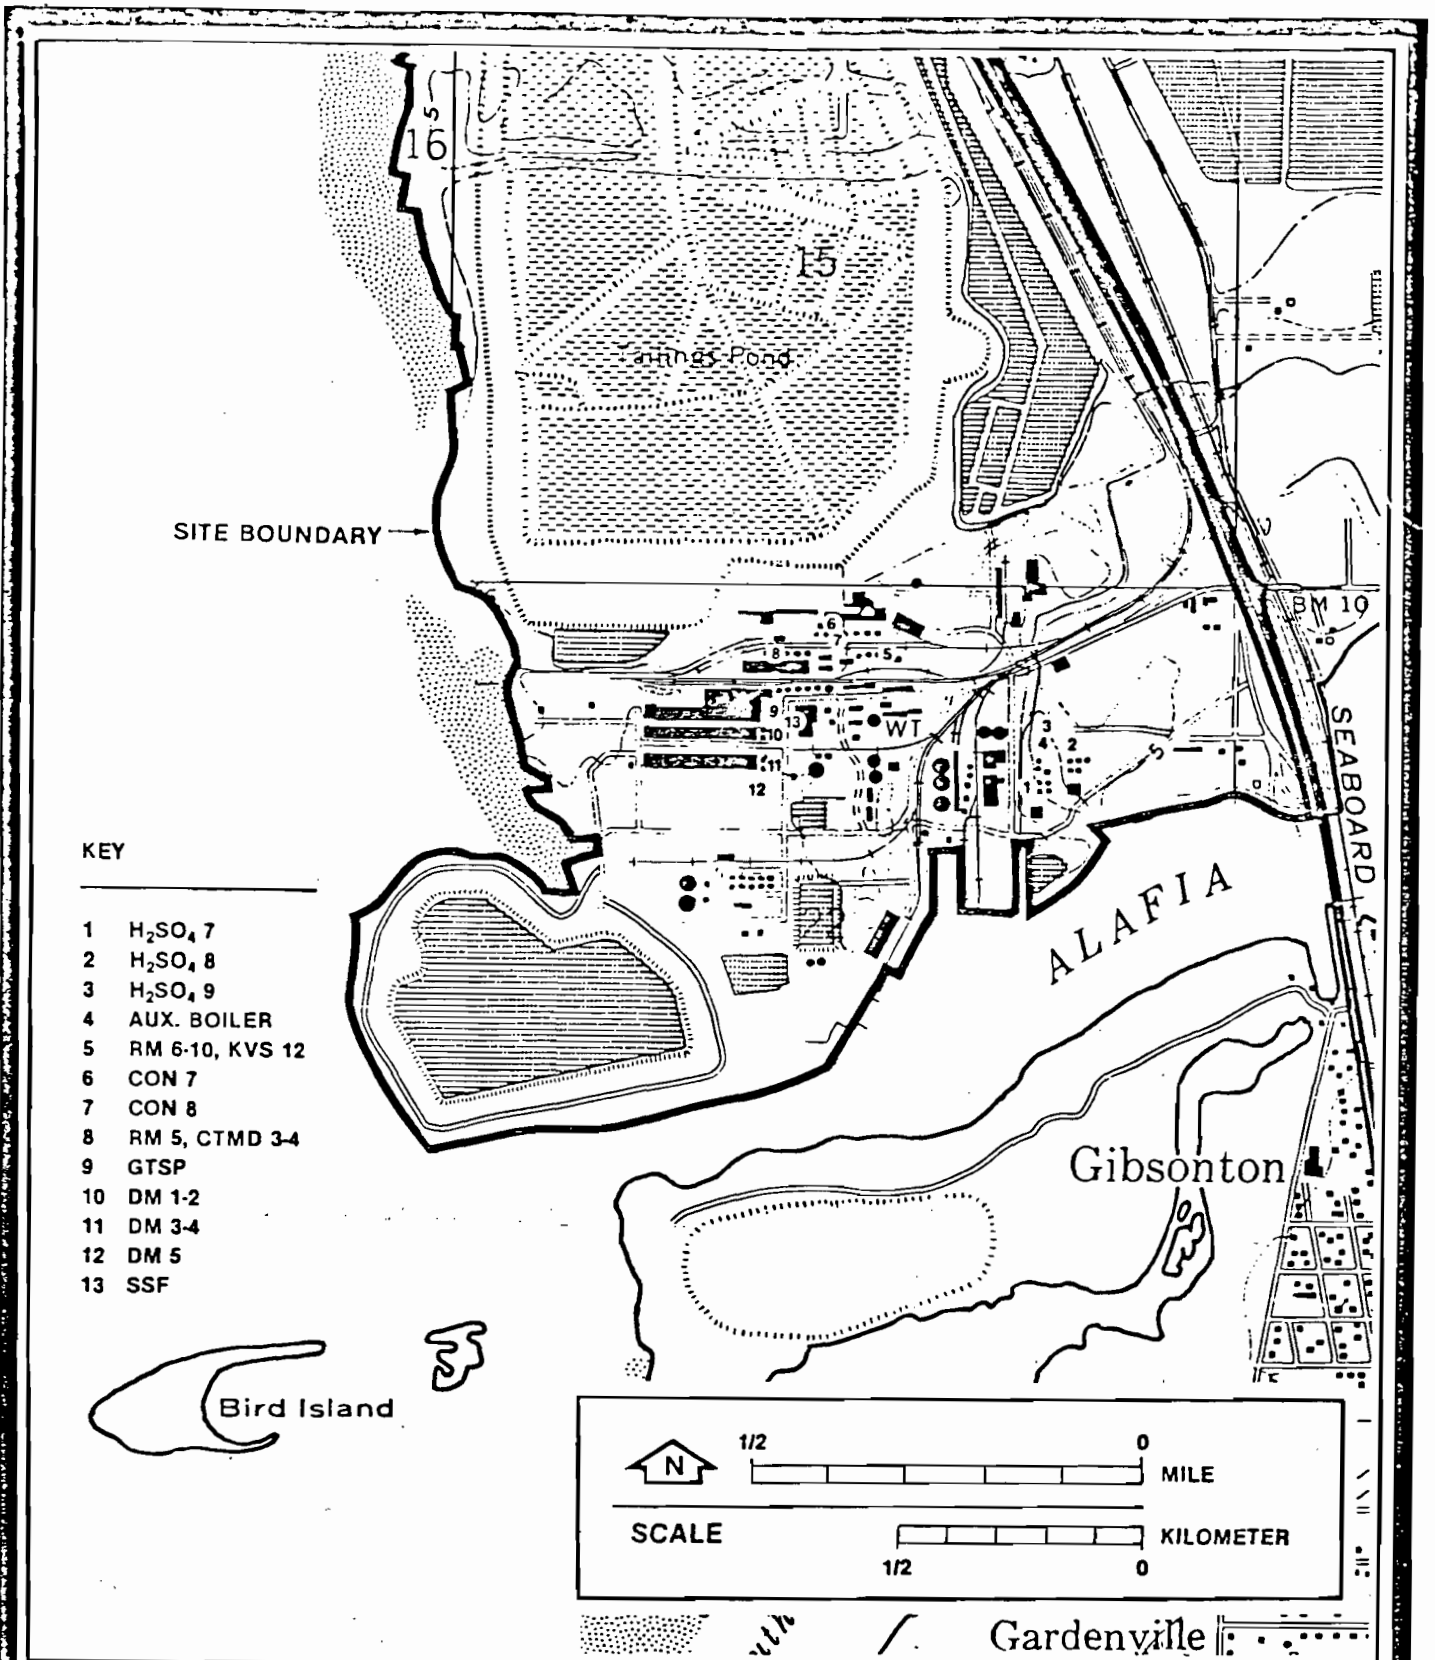 5
16
15
Tailings Pond
SITE BOUNDARY
BM 10
6
7
8
5
9
13
WT
10
11
12
3
4
2
1
5
SEABOARD
ALAFIA
KEY
1 H₂SO₄ 7
2 H₂SO₄ 8
3 H₂SO₄ 9
4 AUX. BOILER
5 RM 6-10, KVS 12
6 CON 7
7 CON 8
8 RM 5, CTMD 3-4
9 GTSP
10 DM 1-2
11 DM 3-4
12 DM 5
13 SSF
Gibsonton
Bird Island
N
1/2 0
MILE
SCALE
KILOMETER
1/2 0
Gardenville